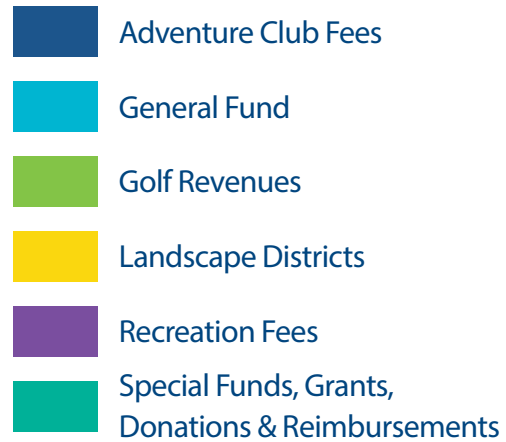 Adventure Club Fees
General Fund
Golf Revenues
Landscape Districts
Recreation Fees
Special Funds, Grants,
Donations & Reimbursements